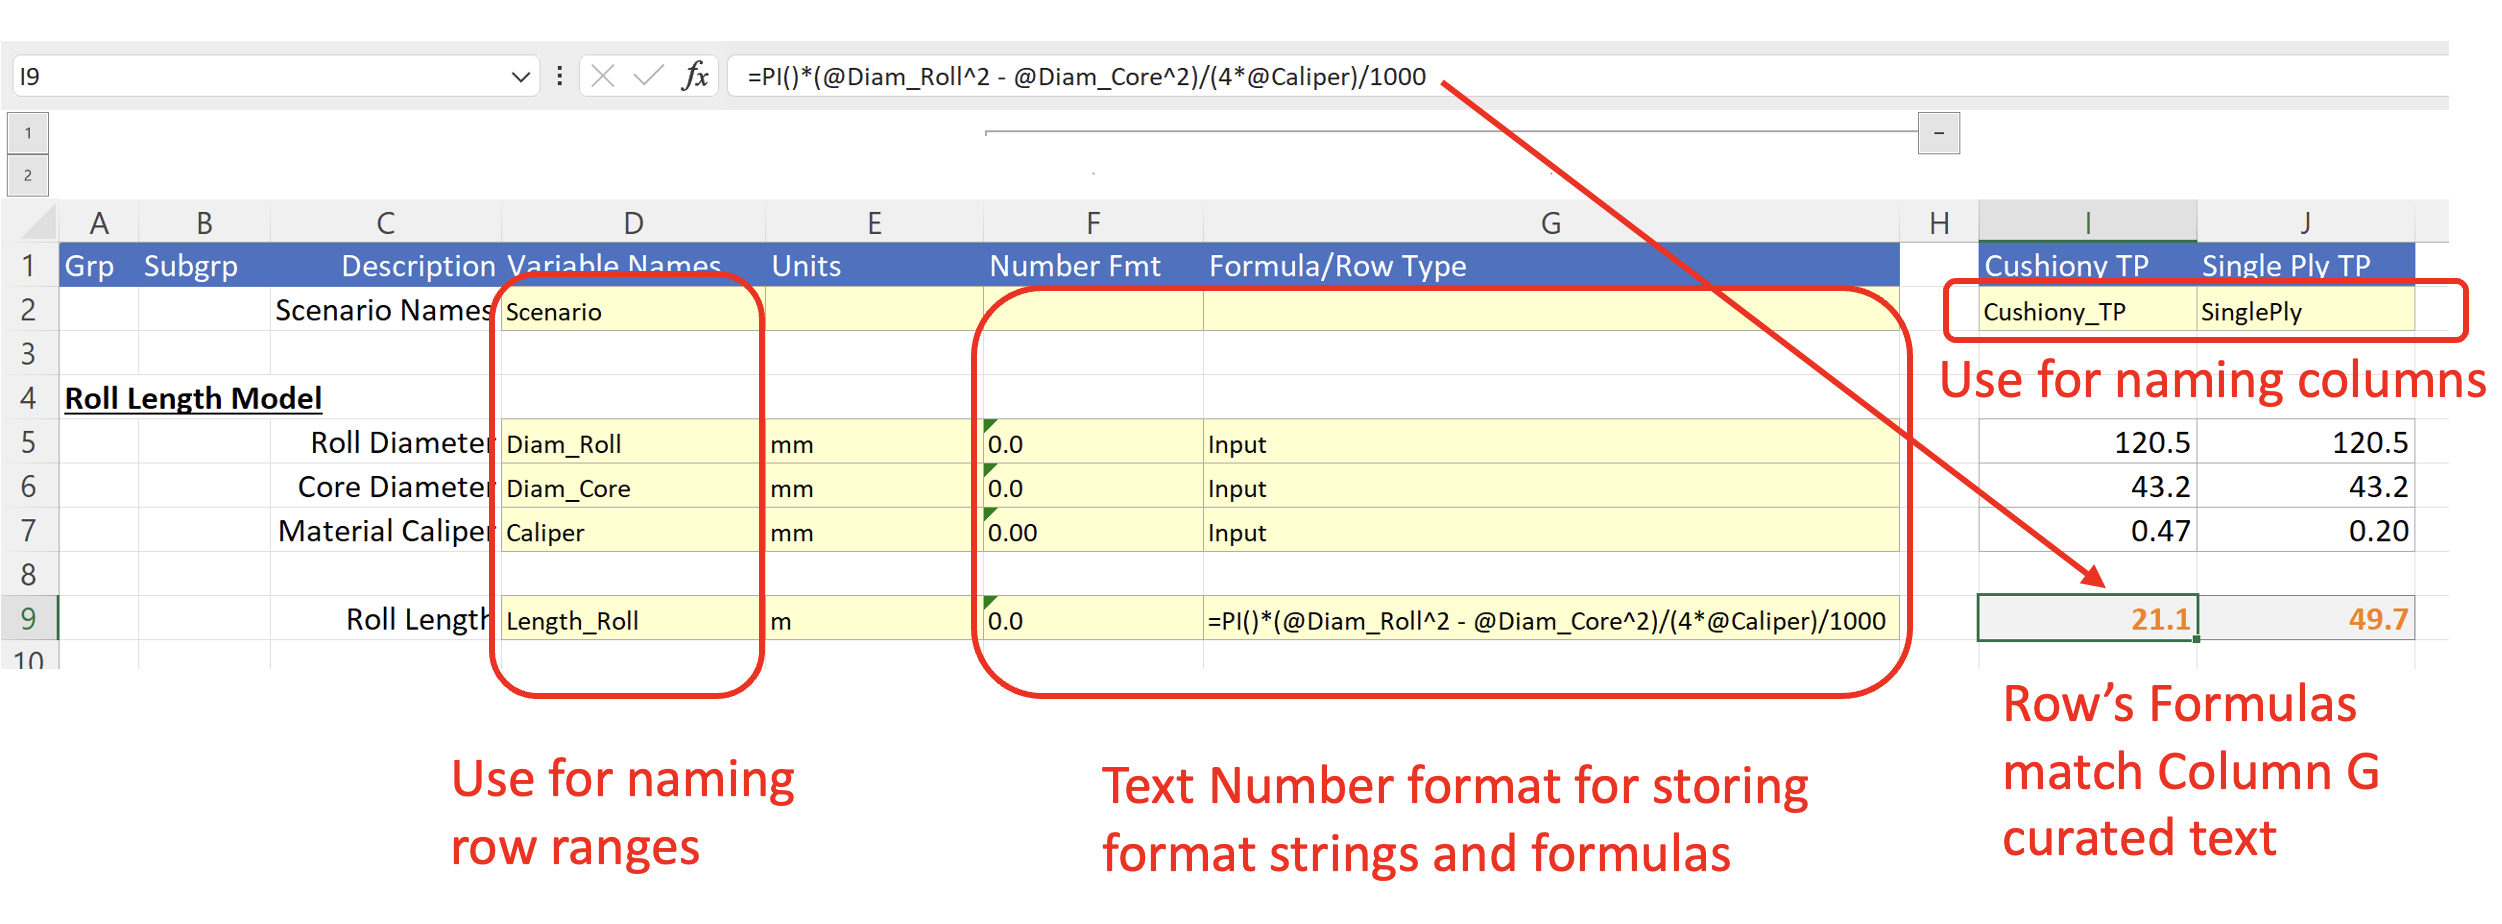 I9 fx =PI()*(@Diam_Roll^2 - @Diam_Core^2)/(4*@Caliper)/1000
1 -
2
A B C D E F G H I J
1 Grp Subgrp Description Variable Names Units Number Fmt Formula/Row Type Cushiony TP Single Ply TP
2 Scenario Names Scenario Cushiony_TP SinglePly
3
Use for naming columns
4 Roll Length Model
5 Roll Diameter Diam_Roll mm 0.0 Input 120.5 120.5
6 Core Diameter Diam_Core mm 0.0 Input 43.2 43.2
7 Material Caliper Caliper mm 0.00 Input 0.47 0.20
8
9 Roll Length Length_Roll m 0.0 =PI()*(@Diam_Roll^2 - @Diam_Core^2)/(4*@Caliper)/1000 21.1 49.7
10
Use for naming
row ranges
Text Number format for storing
format strings and formulas
Row’s Formulas
match Column G
curated text